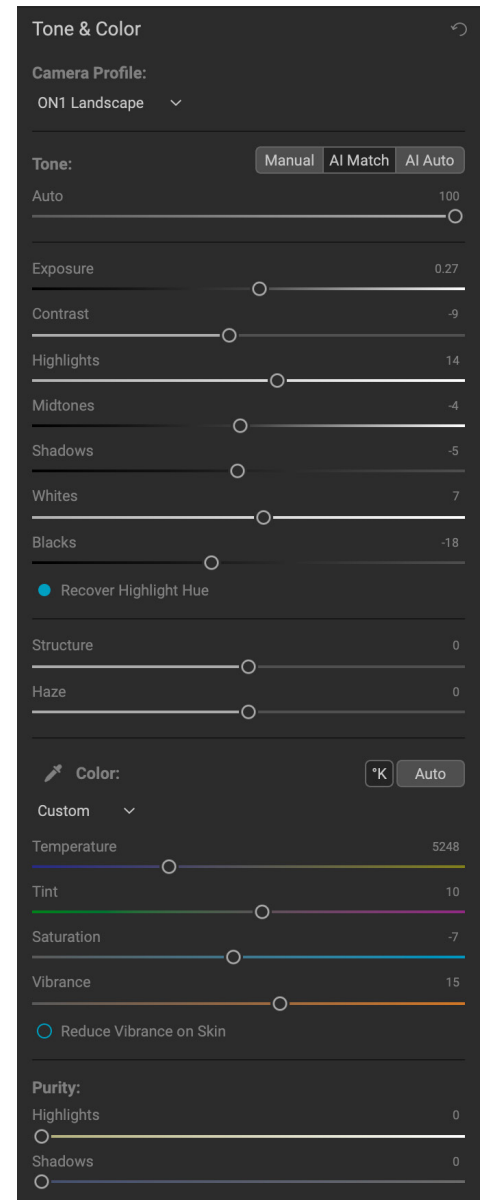 Tone & Color
Camera Profile:
ON1 Landscape
Tone: Manual AI Match AI Auto
Auto 100
Exposure 0.27
Contrast -9
Highlights 14
Midtones -4
Shadows -5
Whites 7
Blacks -18
Recover Highlight Hue
Structure 0
Haze 0
Color: °K Auto
Custom
Temperature 5248
Tint 10
Saturation -7
Vibrance 15
Reduce Vibrance on Skin
Purity:
Highlights 0
Shadows 0